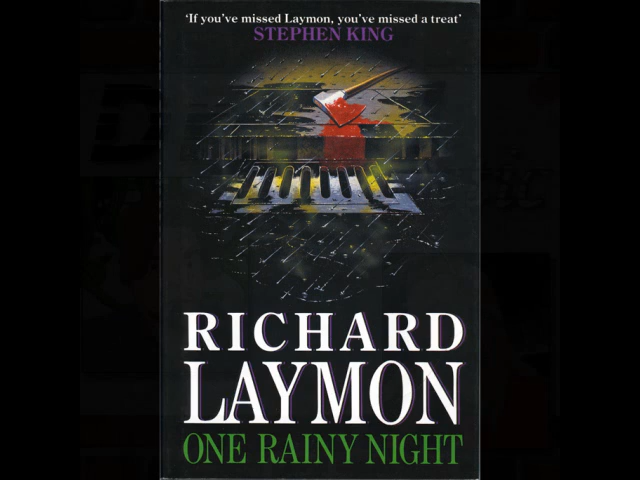 'If you've missed Laymon, you've missed a treat'
STEPHEN KING
RICHARD
LAYMON
ONE RAINY NIGHT